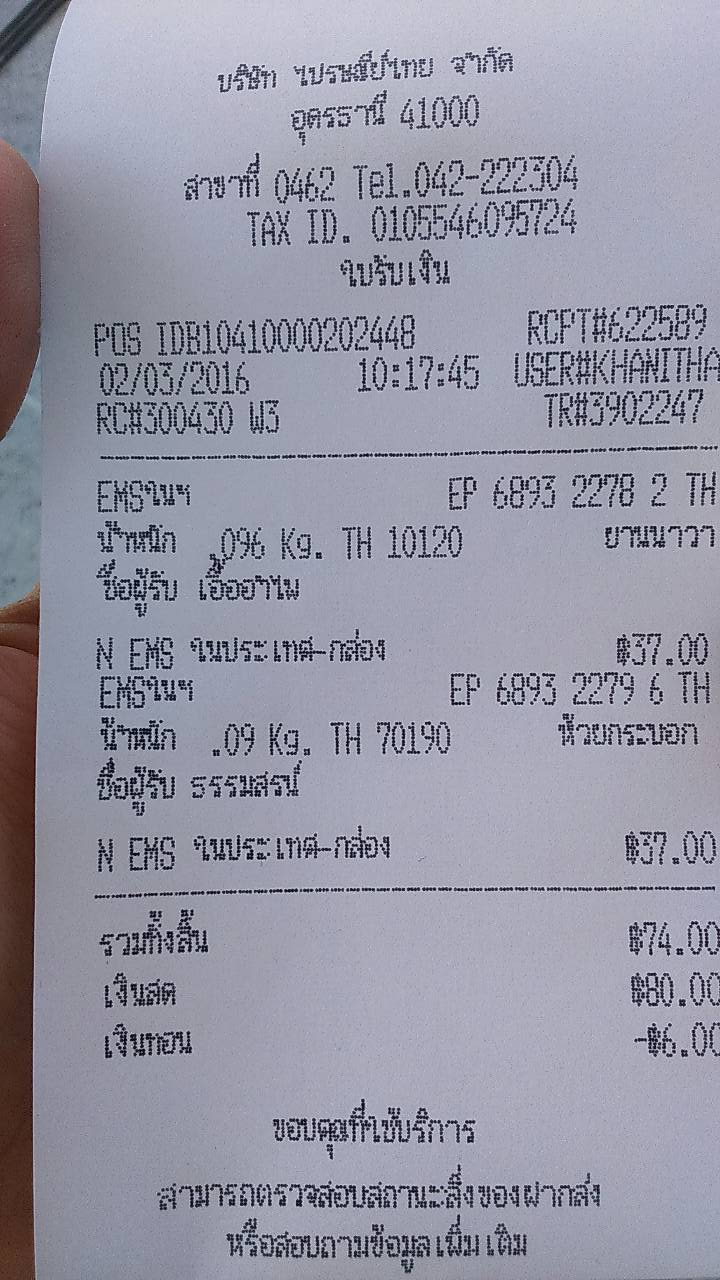 บริษัท ไปรษณีย์ไทย จำกัด
อุดรธานี 41000
สาขาที่ 0462 Tel.042-222304
TAX ID. 0105546095724
ใบรับเงิน
POS IDB10410000202448 RCPT#622589
02/03/2016 10:17:45 USER#KHANITHA
RC#300430 W3 TR#3902247
EMSในฯ EP 6893 2278 2 TH
น้ำหนัก .096 Kg. TH 10120 ยานนาวา
ชื่อผู้รับ เอื้ออำไพ
N EMS ในประเทศ-กล่อง ฿37.00
EMSในฯ EP 6893 2279 6 TH
น้ำหนัก .09 Kg. TH 70190 ห้วยกระบอก
ชื่อผู้รับ ธรรมสรณ์
N EMS ในประเทศ-กล่อง ฿37.00
รวมทั้งสิ้น ฿74.00
เงินสด ฿80.00
เงินทอน -฿6.00
ขอบคุณที่ใช้บริการ
สามารถตรวจสอบสถานะสิ่งของฝากส่ง
หรือสอบถามข้อมูลเพิ่มเติม